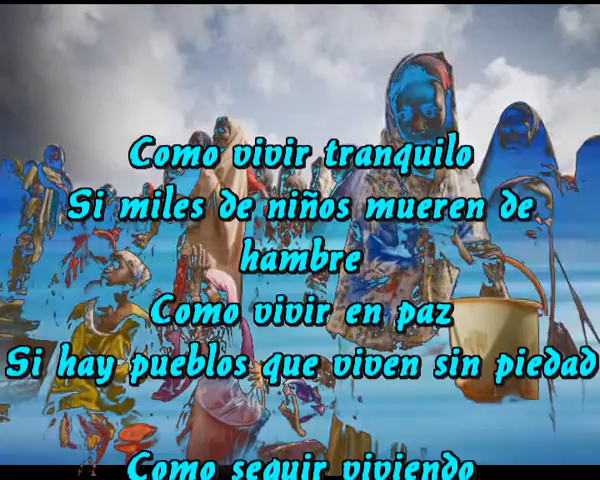 Como vivir tranquilo
Si miles de niños mueren de
hambre
Como vivir en paz
Si hay pueblos que viven sin piedad
Como seguir viviendo